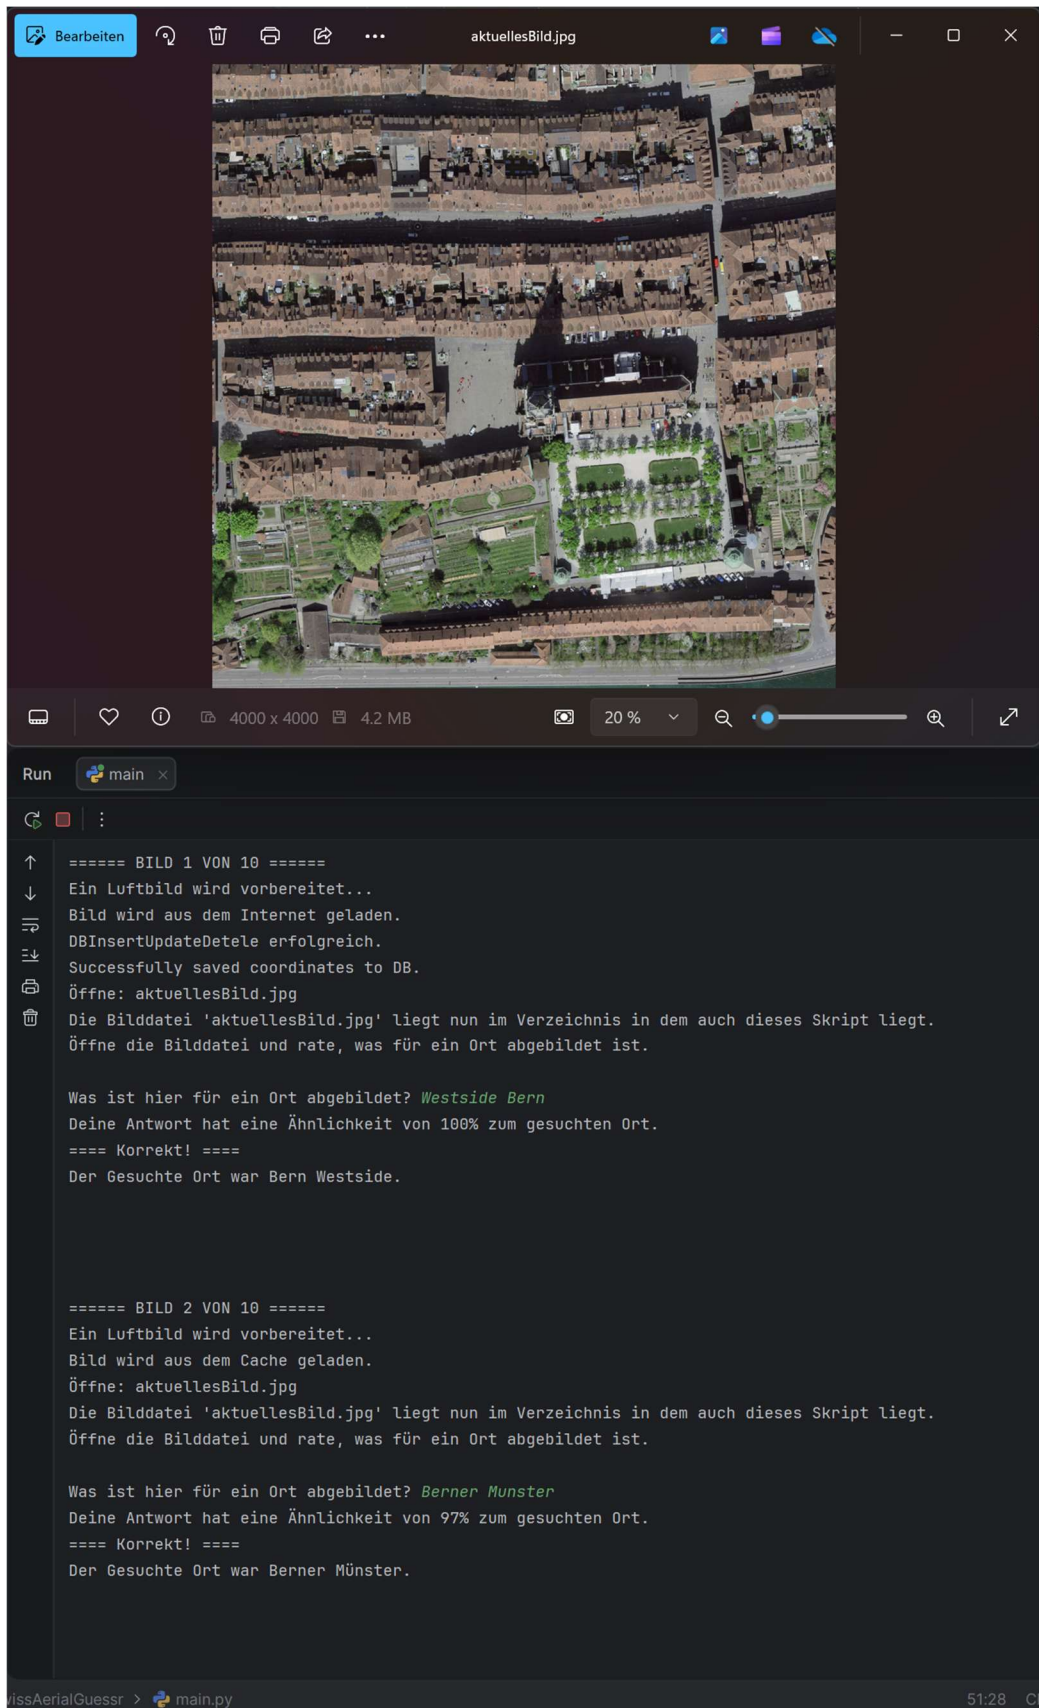 Bearbeiten
aktuellesBild.jpg
4000 x 4000
4.2 MB
20 %
Run
main
====== BILD 1 VON 10 ======
Ein Luftbild wird vorbereitet...
Bild wird aus dem Internet geladen.
DBInsertUpdateDetele erfolgreich.
Successfully saved coordinates to DB.
Öffne: aktuellesBild.jpg
Die Bilddatei 'aktuellesBild.jpg' liegt nun im Verzeichnis in dem auch dieses Skript liegt.
Öffne die Bilddatei und rate, was für ein Ort abgebildet ist.
Was ist hier für ein Ort abgebildet? Westside Bern
Deine Antwort hat eine Ähnlichkeit von 100% zum gesuchten Ort.
==== Korrekt! ====
Der Gesuchte Ort war Bern Westside.
====== BILD 2 VON 10 ======
Ein Luftbild wird vorbereitet...
Bild wird aus dem Cache geladen.
Öffne: aktuellesBild.jpg
Die Bilddatei 'aktuellesBild.jpg' liegt nun im Verzeichnis in dem auch dieses Skript liegt.
Öffne die Bilddatei und rate, was für ein Ort abgebildet ist.
Was ist hier für ein Ort abgebildet? Berner Munster
Deine Antwort hat eine Ähnlichkeit von 97% zum gesuchten Ort.
==== Korrekt! ====
Der Gesuchte Ort war Berner Münster.
issAerialGuessr > main.py
51:28